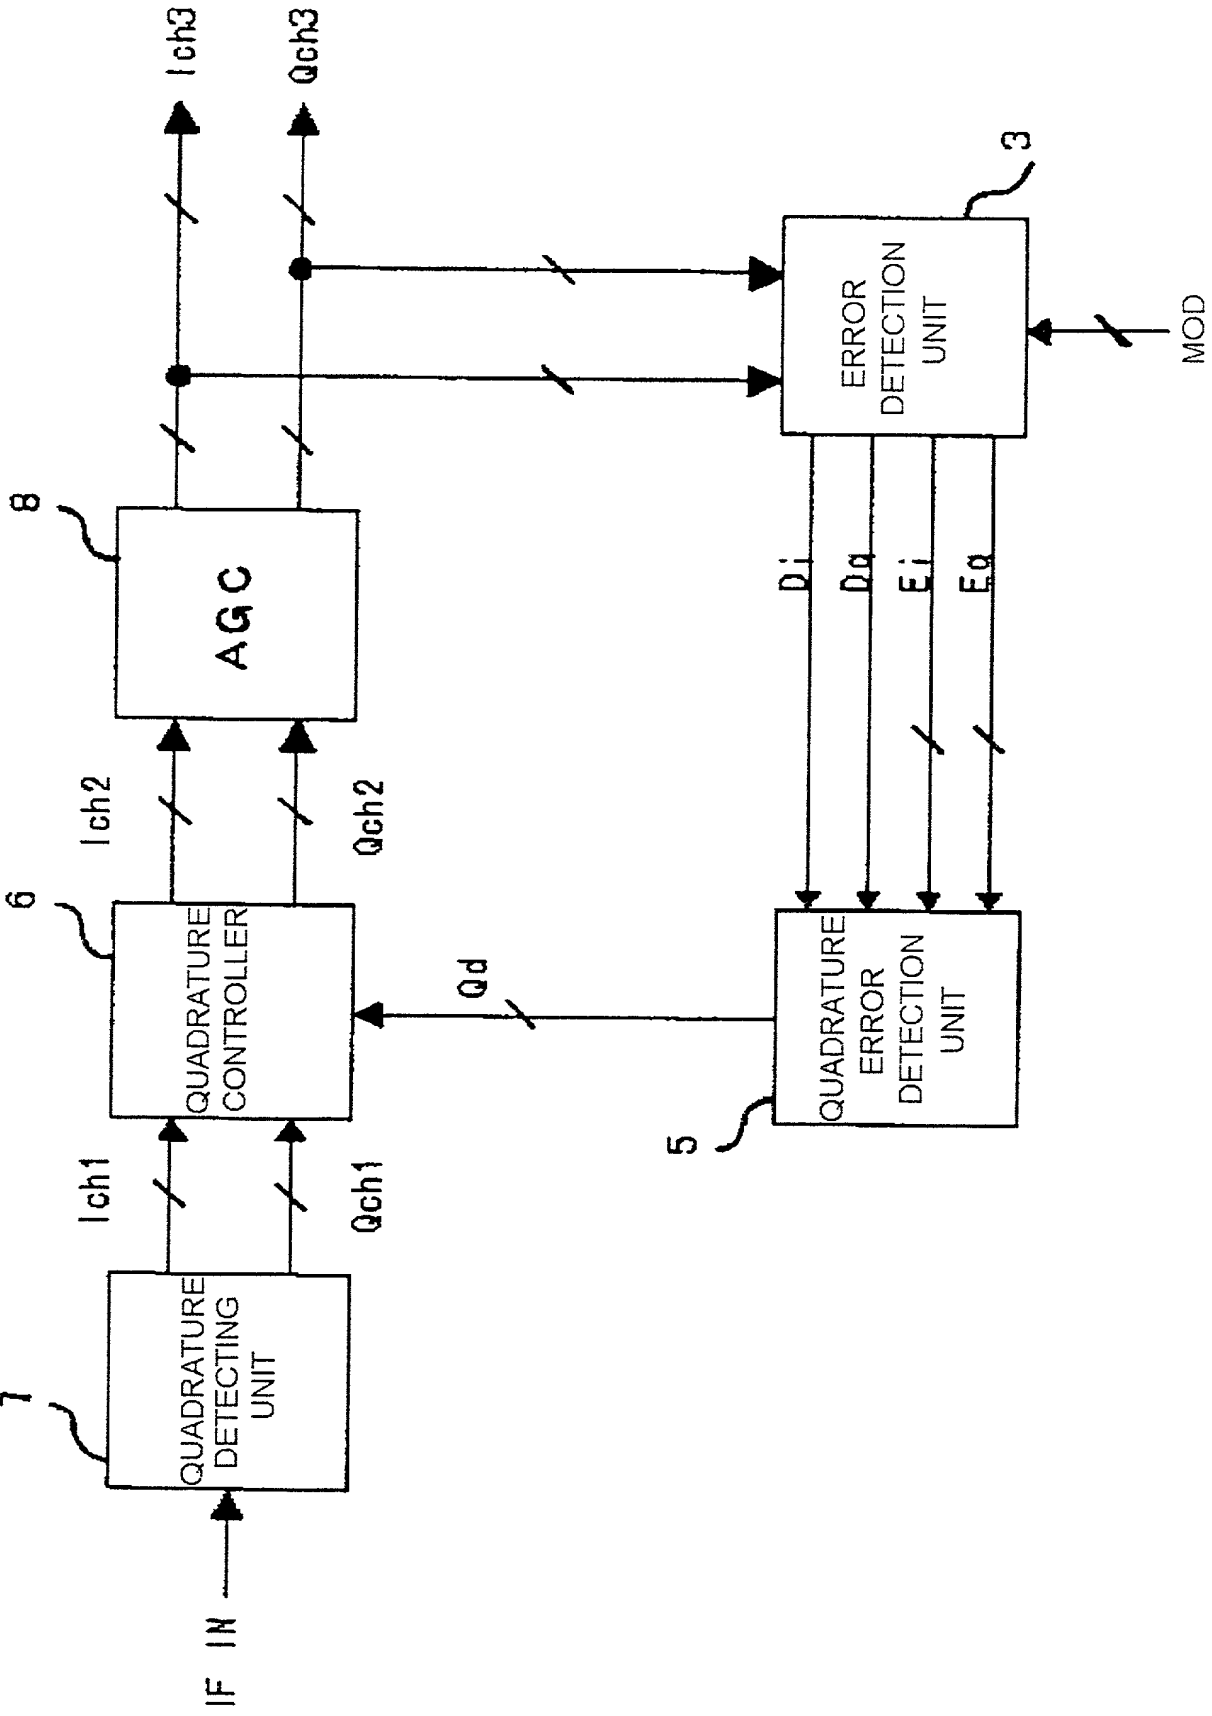 IF IN
7
QUADRATURE
DETECTING
UNIT
Ich1
Qch1
6
QUADRATURE
CONTROLLER
Ich2
Qch2
8
AGC
Ich3
Qch3
Qd
5
QUADRATURE
ERROR
DETECTION
UNIT
Di
Dq
Ei
Eq
3
ERROR
DETECTION
UNIT
MOD